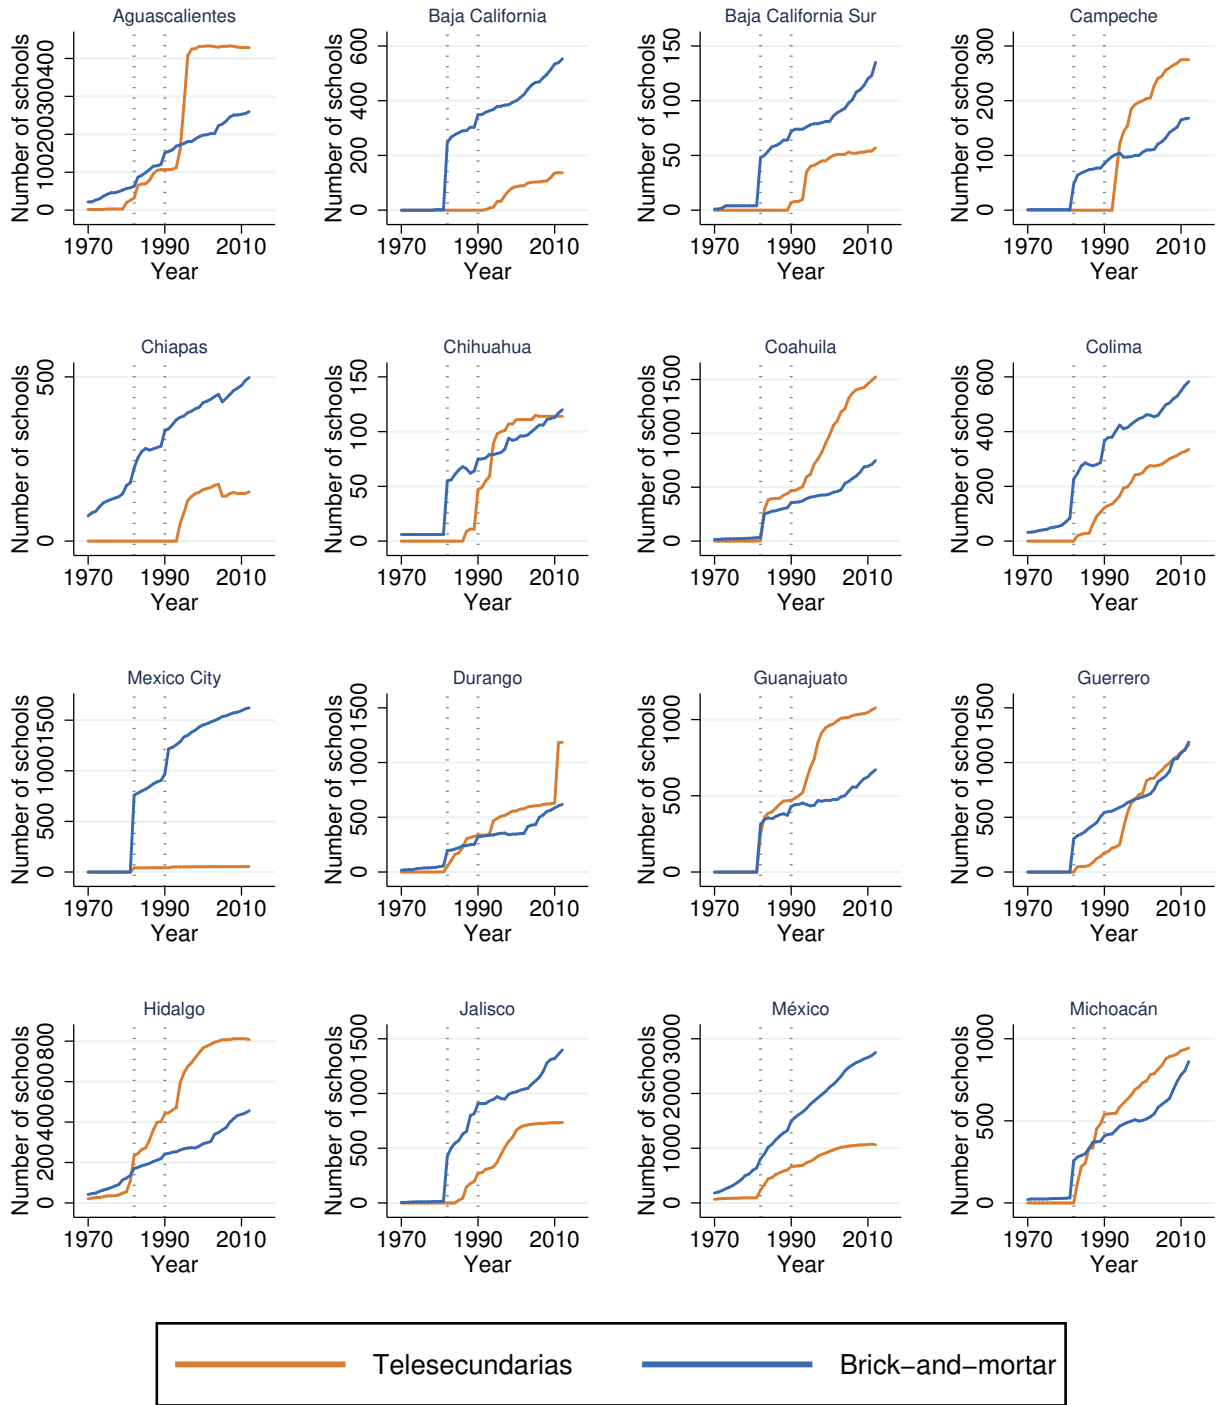 Aguascalientes
Number of schools
0 100 200 300 400
1970 1990 2010
Year
Baja California
Number of schools
0 200 400 600
1970 1990 2010
Year
Baja California Sur
Number of schools
0 50 100 150
1970 1990 2010
Year
Campeche
Number of schools
0 100 200 300
1970 1990 2010
Year
Chiapas
Number of schools
0 500
1970 1990 2010
Year
Chihuahua
Number of schools
0 50 100 150
1970 1990 2010
Year
Coahuila
Number of schools
0 500 1000 1500
1970 1990 2010
Year
Colima
Number of schools
0 200 400 600
1970 1990 2010
Year
Mexico City
Number of schools
0 500 1000 1500
1970 1990 2010
Year
Durango
Number of schools
0 500 1000 1500
1970 1990 2010
Year
Guanajuato
Number of schools
0 500 1000
1970 1990 2010
Year
Guerrero
Number of schools
0 500 1000 1500
1970 1990 2010
Year
Hidalgo
Number of schools
0 200 400 600 800
1970 1990 2010
Year
Jalisco
Number of schools
0 500 1000 1500
1970 1990 2010
Year
México
Number of schools
0 1000 2000 3000
1970 1990 2010
Year
Michoacán
Number of schools
0 500 1000
1970 1990 2010
Year
Telesecundarias
Brick−and−mortar